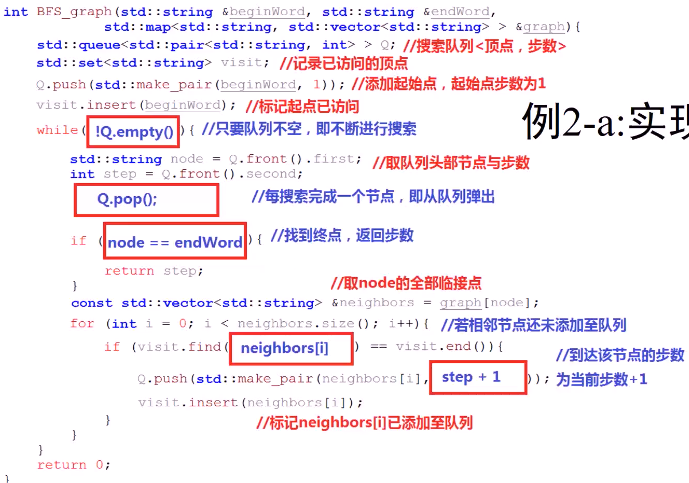 int BFS_graph(std::string &beginWord, std::string &endWord,
std::map<std::string, std::vector<std::string> > &graph){
std::queue<std::pair<std::string, int> > Q; //搜索队列<顶点，步数>
std::set<std::string> visit; //记录已访问的顶点
Q.push(std::make_pair(beginWord, 1)); //添加起始点，起始点步数为1
visit.insert(beginWord); //标记起点已访问
while( !Q.empty() ){ //只要队列不空，即不断进行搜索
例2-a:实现
std::string node = Q.front().first; //取队列头部节点与步数
int step = Q.front().second;
Q.pop(); //每搜索完成一个节点，即从队列弹出
if ( node == endWord ){ //找到终点，返回步数
return step;
}
//取node的全部临接点
const std::vector<std::string> &neighbors = graph[node];
for (int i = 0; i < neighbors.size(); i++){ //若相邻节点还未添加至队列
if (visit.find( neighbors[i] ) == visit.end()){
//到达该节点的步数
Q.push(std::make_pair(neighbors[i], step + 1 )); 为当前步数+1
visit.insert(neighbors[i]);
} //标记neighbors[i]已添加至队列
}
}
return 0;
}